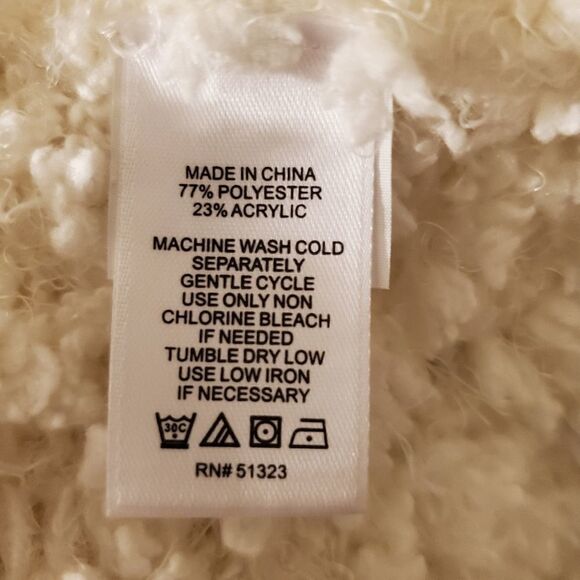 MADE IN CHINA
77% POLYESTER
23% ACRYLIC
MACHINE WASH COLD
SEPARATELY
GENTLE CYCLE
USE ONLY NON
CHLORINE BLEACH
IF NEEDED
TUMBLE DRY LOW
USE LOW IRON
IF NECESSARY
30C
RN# 51323